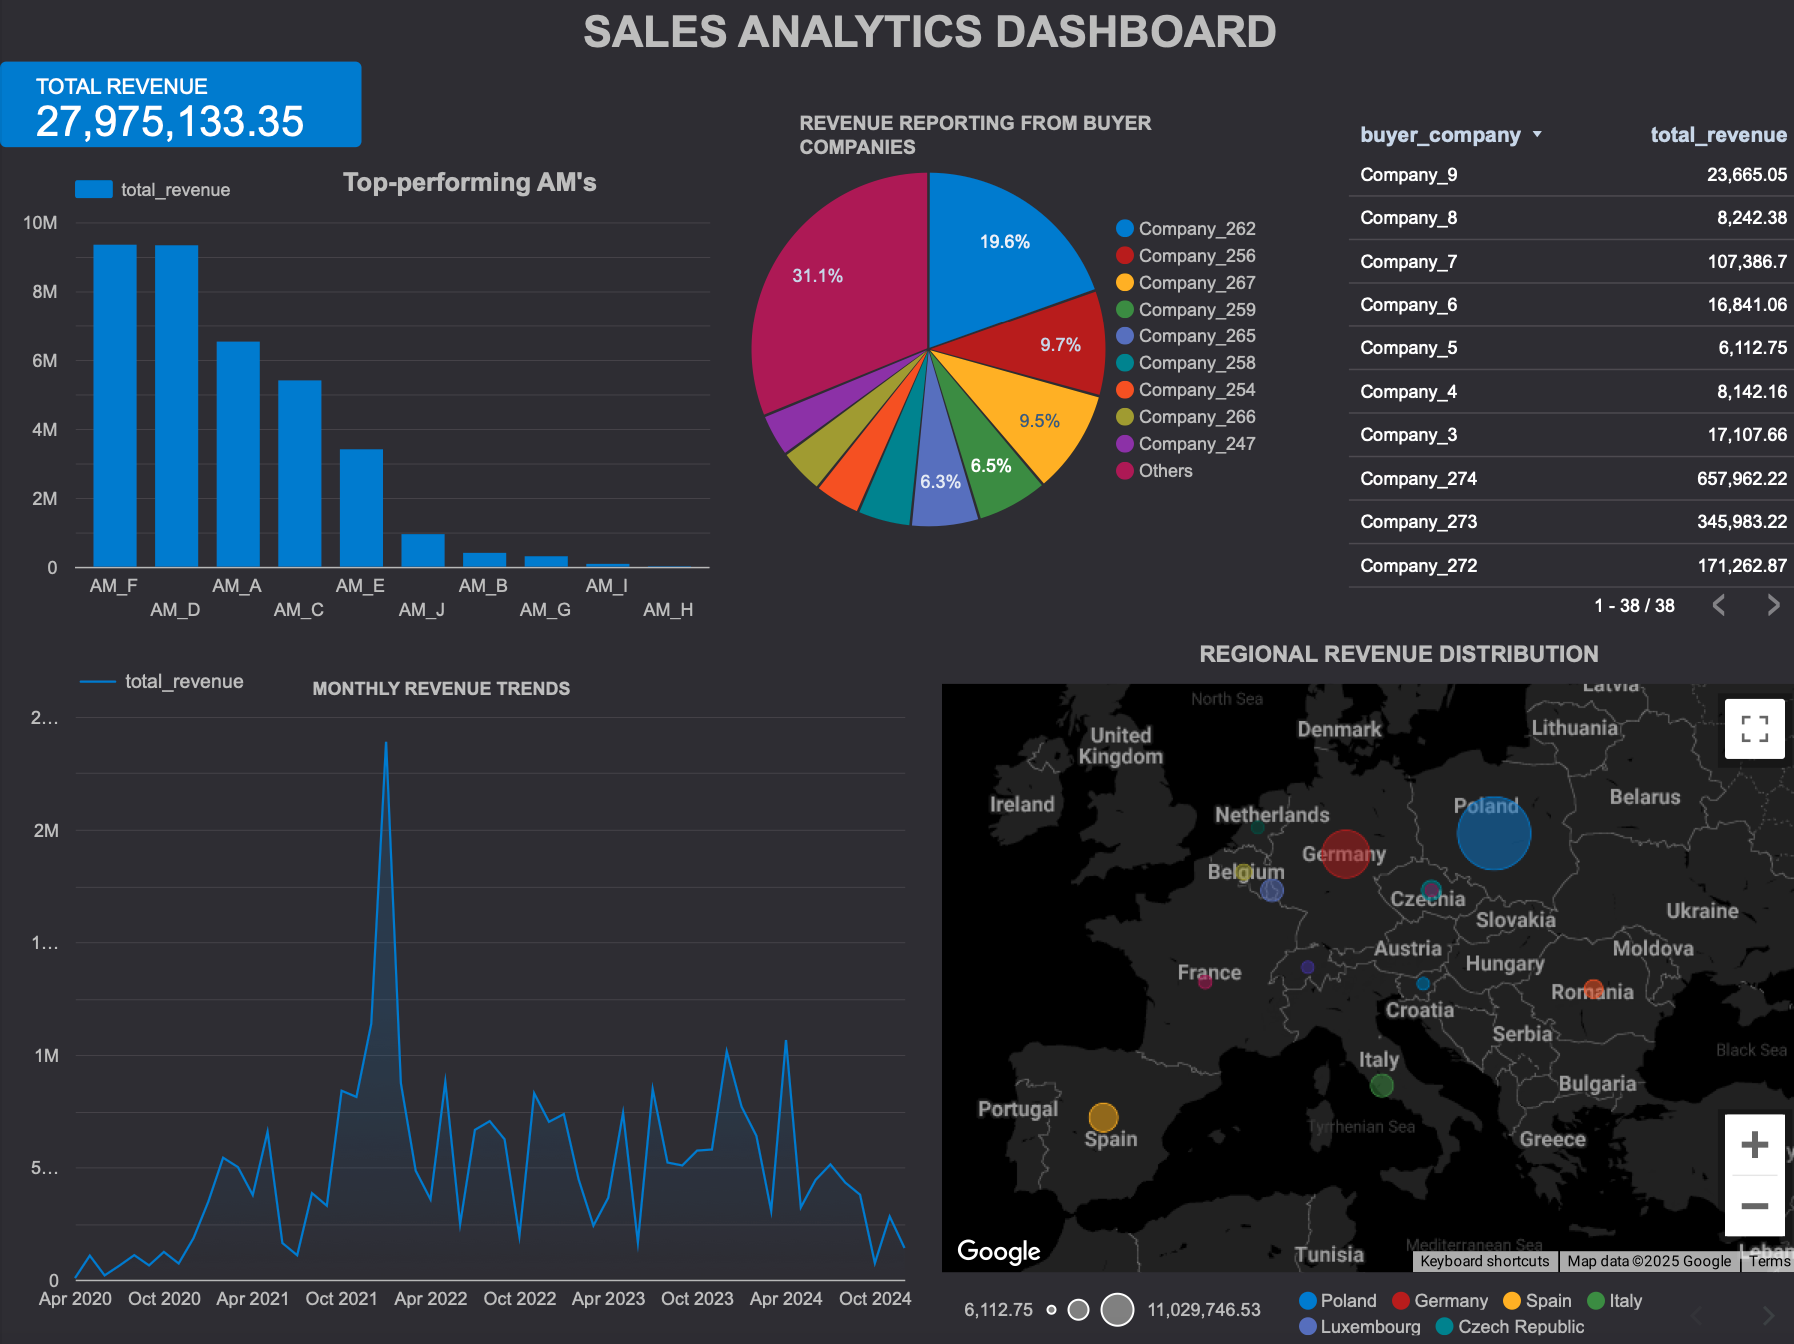 SALES ANALYTICS DASHBOARD
TOTAL REVENUE
27,975,133.35
total_revenue
Top-performing AM's
10M
8M
6M
4M
2M
0
AM_F
AM_D
AM_A
AM_C
AM_E
AM_J
AM_B
AM_G
AM_I
AM_H
REVENUE REPORTING FROM BUYER
COMPANIES
19.6%
9.7%
9.5%
6.5%
6.3%
31.1%
Company_262
Company_256
Company_267
Company_259
Company_265
Company_258
Company_254
Company_266
Company_247
Others
buyer_company total_revenue
Company_9 23,665.05
Company_8 8,242.38
Company_7 107,386.7
Company_6 16,841.06
Company_5 6,112.75
Company_4 8,142.16
Company_3 17,107.66
Company_274 657,962.22
Company_273 345,983.22
Company_272 171,262.87
1 - 38 / 38
total_revenue
MONTHLY REVENUE TRENDS
2...
2M
1...
1M
5...
0
Apr 2020 Oct 2020 Apr 2021 Oct 2021 Apr 2022 Oct 2022 Apr 2023 Oct 2023 Apr 2024 Oct 2024
REGIONAL REVENUE DISTRIBUTION
North Sea
Latvia
Denmark
Lithuania
United
Kingdom
Ireland
Belarus
Poland
Netherlands
Germany
Belgium
Czechia
Slovakia
Ukraine
Austria
Moldova
Hungary
France
Romania
Croatia
Serbia
Black Sea
Italy
Bulgaria
Portugal
Spain
Tyrrhenian Sea
Greece
Google
Tunisia
Mediterranean Sea
Keyboard shortcuts Map data ©2025 Google Terms
6,112.75
11,029,746.53
Poland Germany Spain Italy
Luxembourg Czech Republic